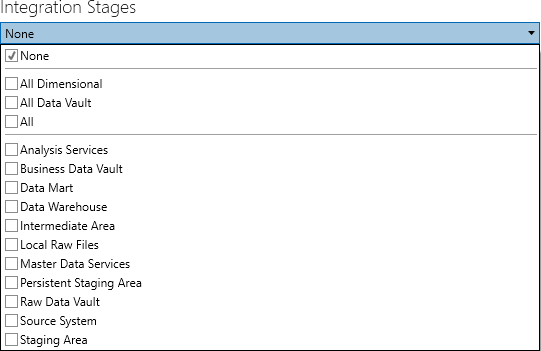 Integration Stages
None
None
All Dimensional
All Data Vault
All
Analysis Services
Business Data Vault
Data Mart
Data Warehouse
Intermediate Area
Local Raw Files
Master Data Services
Persistent Staging Area
Raw Data Vault
Source System
Staging Area